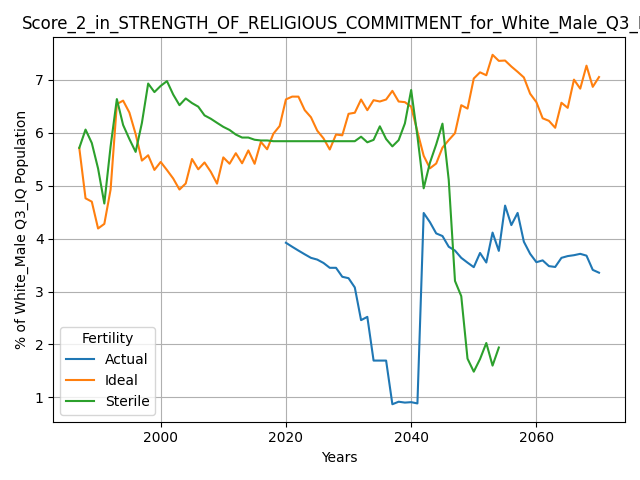 Score_2_in_STRENGTH_OF_RELIGIOUS_COMMITMENT_for_White_Male_Q3_I
% of White_Male Q3_IQ Population
7
6
5
4
3
2
1
Fertility
Actual
Ideal
Sterile
2000
2020
2040
2060
Years